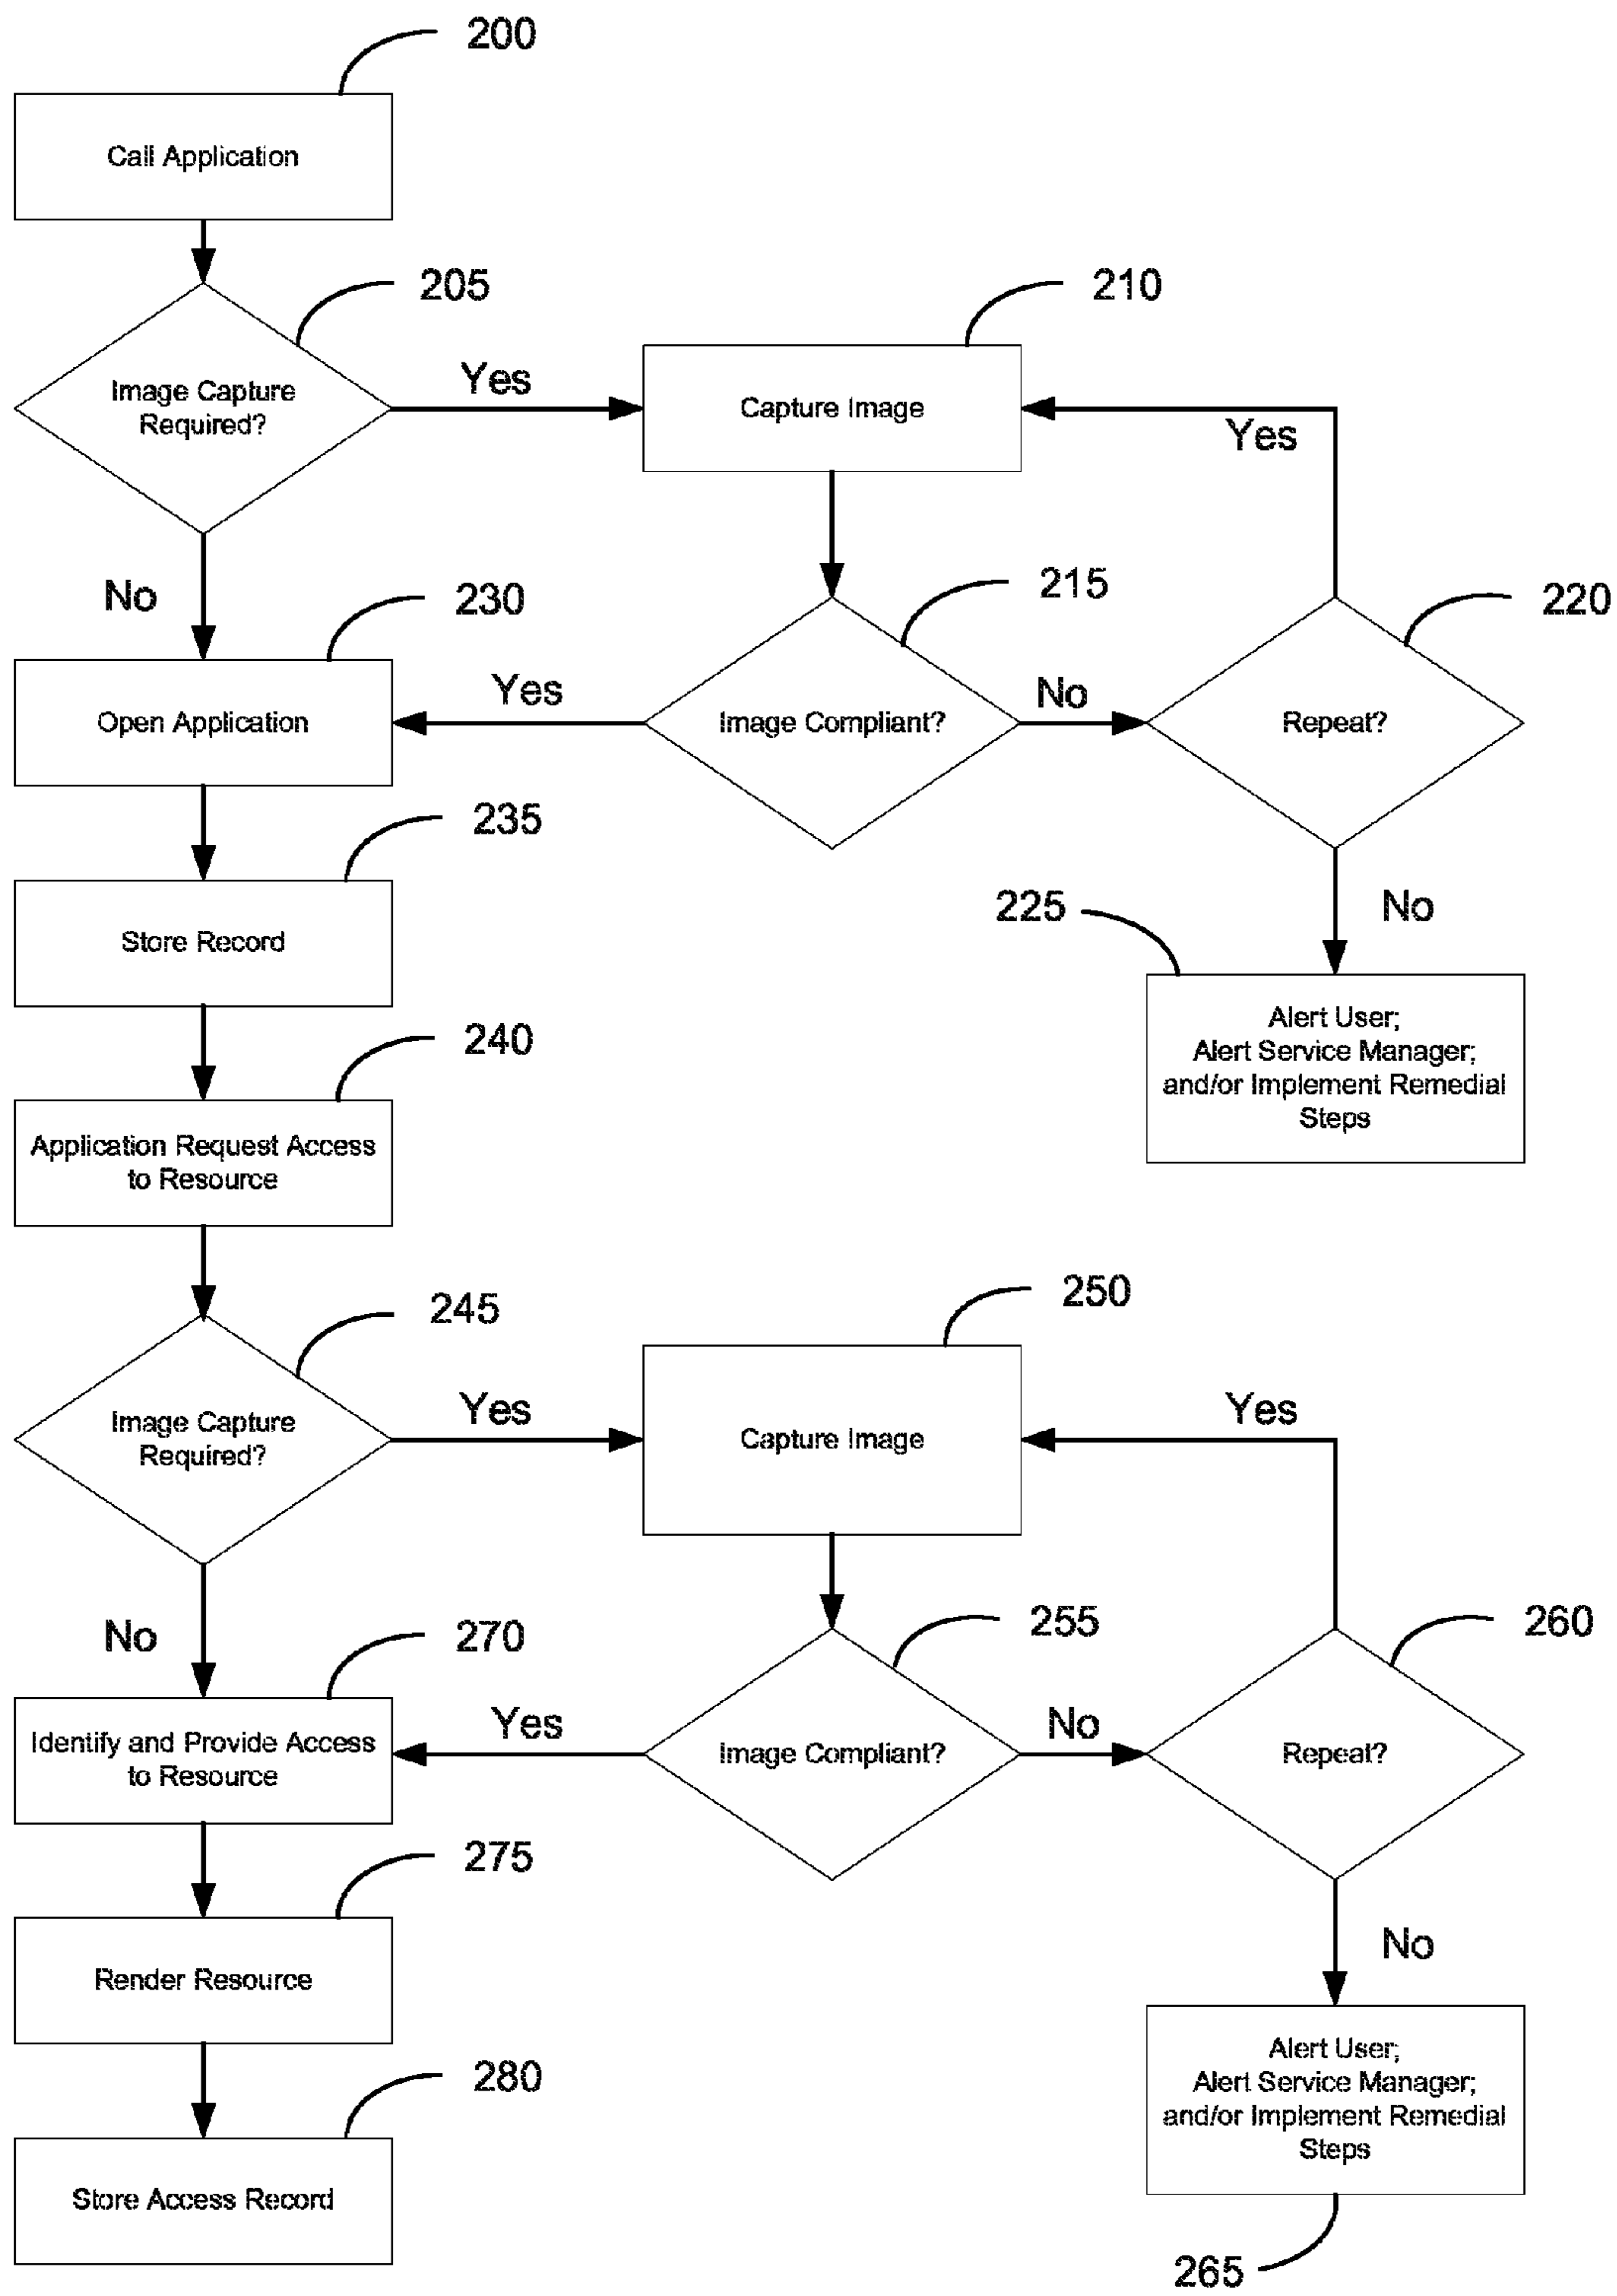 200
Call Application
205
Image Capture
Required?
Yes
210
Capture Image
Yes
No
230
Open Application
Yes
215
Image Compliant?
No
220
Repeat?
235
Store Record
225
No
Alert User;
Alert Service Manager;
and/or Implement Remedial
Steps
240
Application Request Access
to Resource
245
Image Capture
Required?
Yes
250
Capture Image
Yes
No
270
Identify and Provide Access
to Resource
Yes
255
Image Compliant?
No
260
Repeat?
275
Render Resource
No
Alert User;
Alert Service Manager;
and/or Implement Remedial
Steps
265
280
Store Access Record